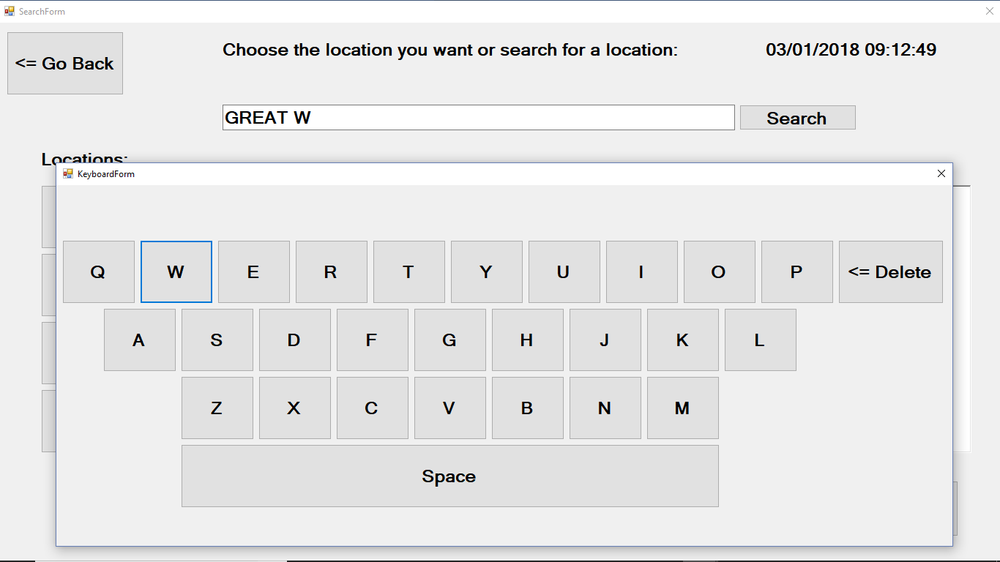 SearchForm
<= Go Back
Choose the location you want or search for a location:
03/01/2018 09:12:49
GREAT W
Search
Locations:
KeyboardForm
Q W E R T Y U I O P <= Delete
A S D F G H J K L
Z X C V B N M
Space